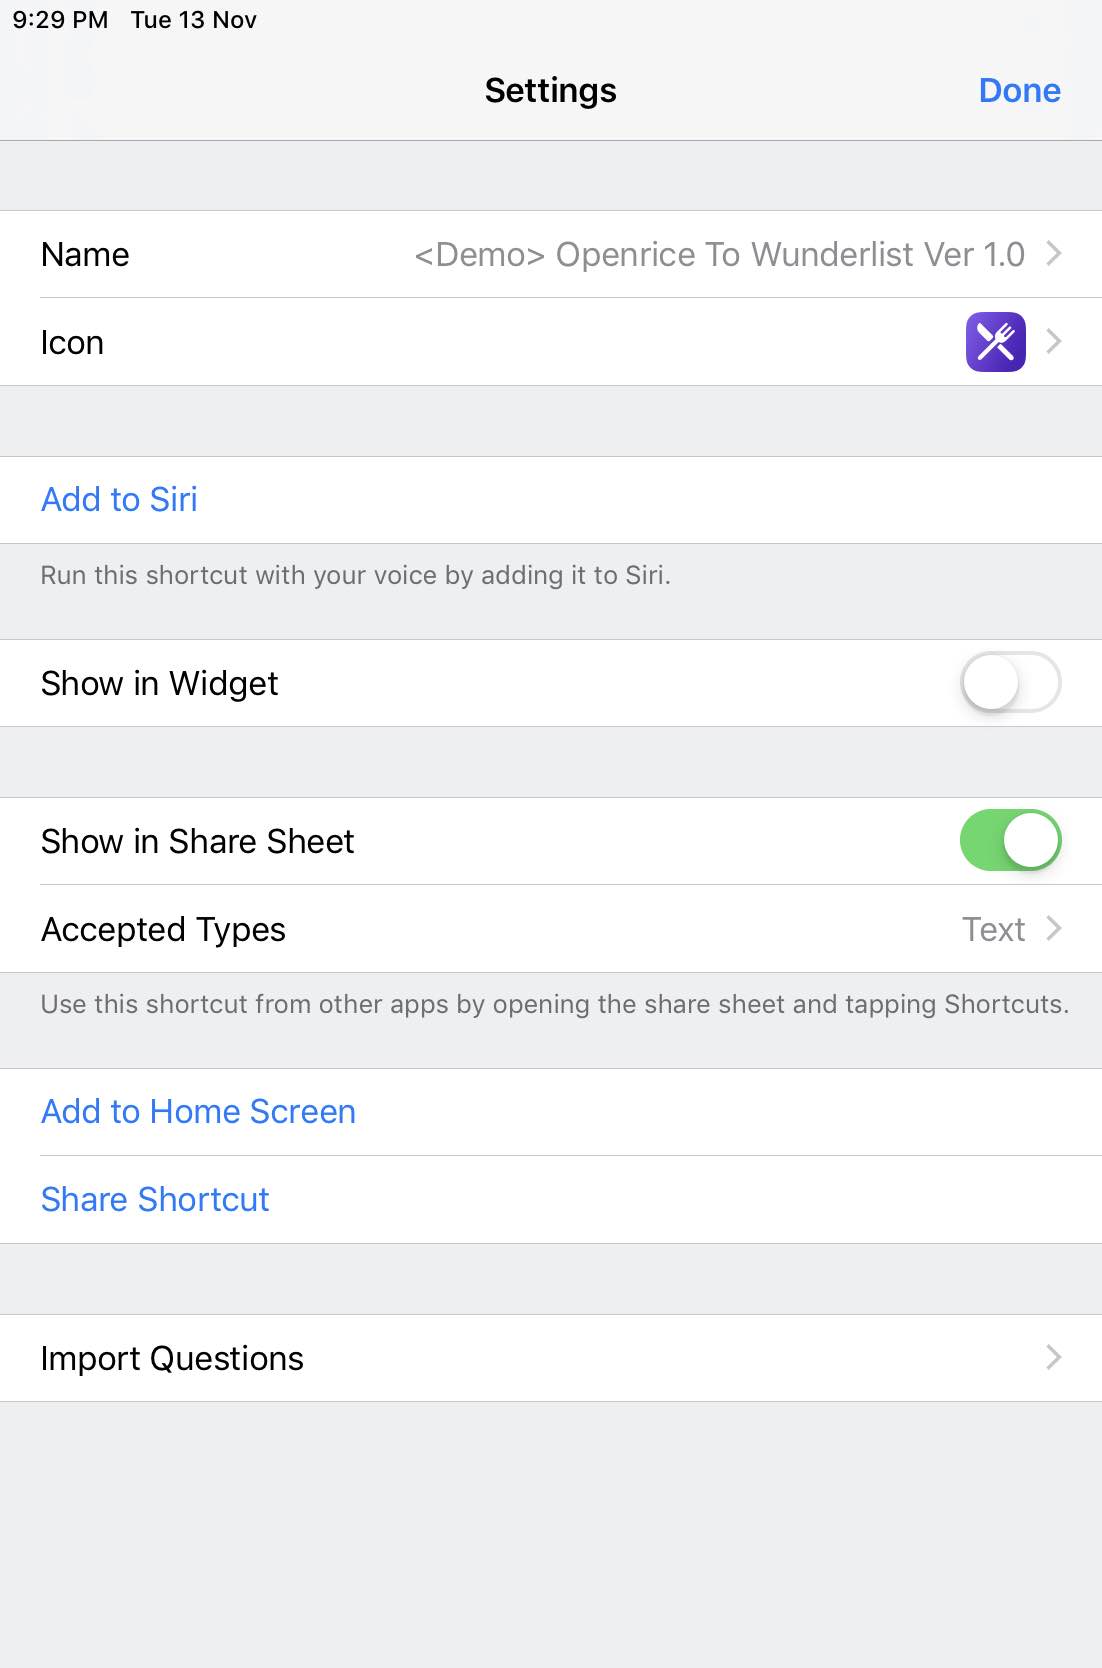 9:29 PM Tue 13 Nov
Settings Done
Name <Demo> Openrice To Wunderlist Ver 1.0
Icon
Add to Siri
Run this shortcut with your voice by adding it to Siri.
Show in Widget
Show in Share Sheet
Accepted Types Text
Use this shortcut from other apps by opening the share sheet and tapping Shortcuts.
Add to Home Screen
Share Shortcut
Import Questions